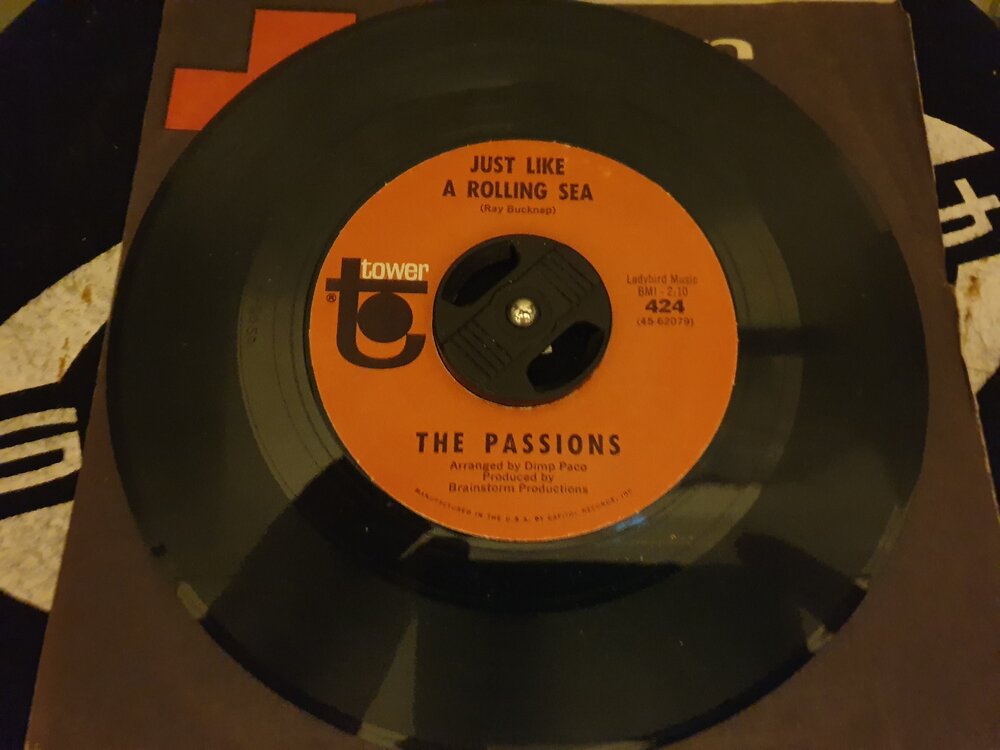 JUST LIKE
A ROLLING SEA
(Ray Bucknap)
tower
®
Ladybird Music
BMI - 2:10
424
(45-62079)
THE PASSIONS
Arranged by Dimp Paco
Produced by
Brainstorm Productions
MANUFACTURED IN THE U.S.A. BY CAPITOL RECORDS, INC.